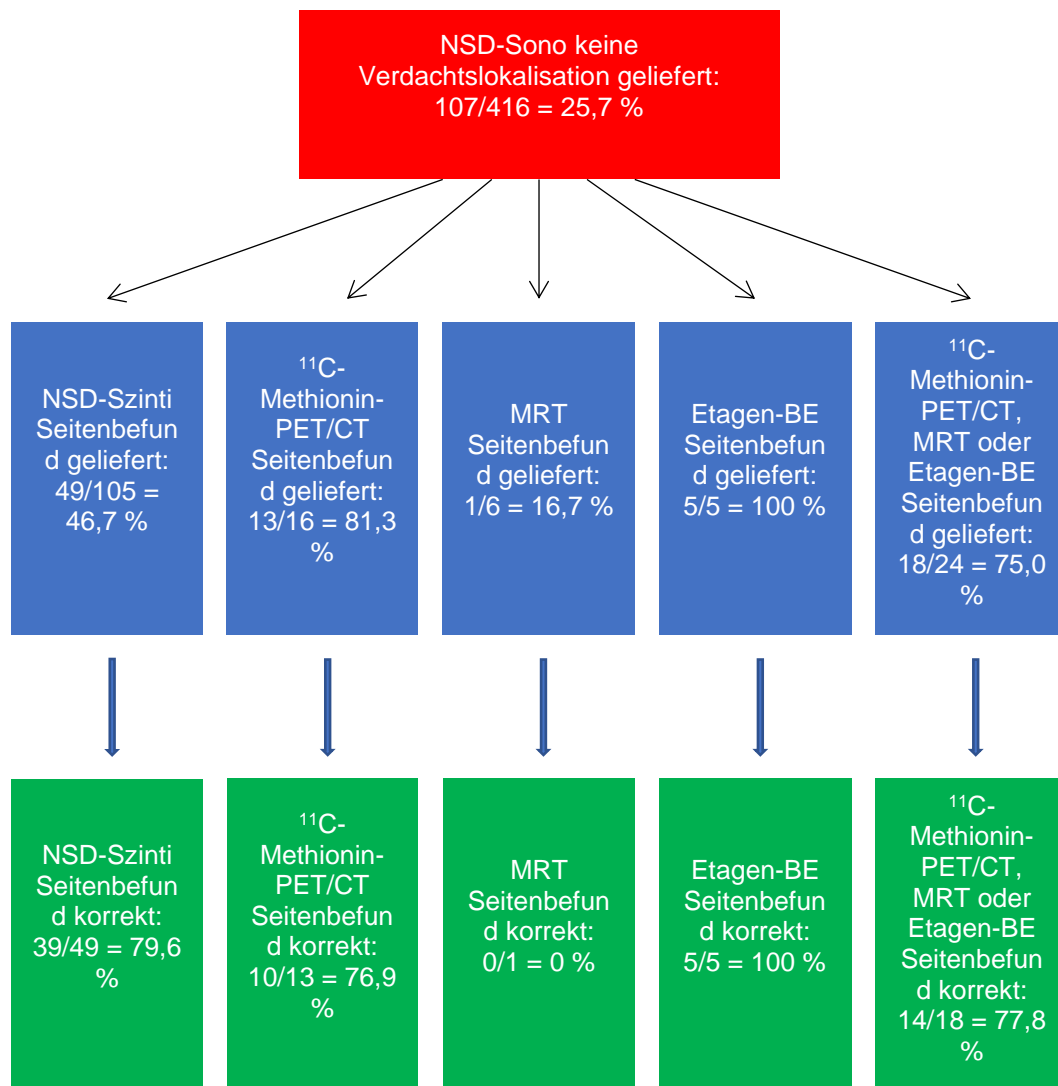 NSD-Sono keine
Verdachtslokalisation geliefert:
107/416 = 25,7 %
NSD-Szinti
Seitenbefun
d geliefert:
49/105 =
46,7 %
¹¹C-
Methionin-
PET/CT
Seitenbefun
d geliefert:
13/16 = 81,3
%
MRT
Seitenbefun
d geliefert:
1/6 = 16,7 %
Etagen-BE
Seitenbefun
d geliefert:
5/5 = 100 %
¹¹C-
Methionin-
PET/CT,
MRT oder
Etagen-BE
Seitenbefun
d geliefert:
18/24 = 75,0
%
NSD-Szinti
Seitenbefun
d korrekt:
39/49 = 79,6
%
¹¹C-
Methionin-
PET/CT
Seitenbefun
d korrekt:
10/13 = 76,9
%
MRT
Seitenbefun
d korrekt:
0/1 = 0 %
Etagen-BE
Seitenbefun
d korrekt:
5/5 = 100 %
¹¹C-
Methionin-
PET/CT,
MRT oder
Etagen-BE
Seitenbefun
d korrekt:
14/18 = 77,8
%